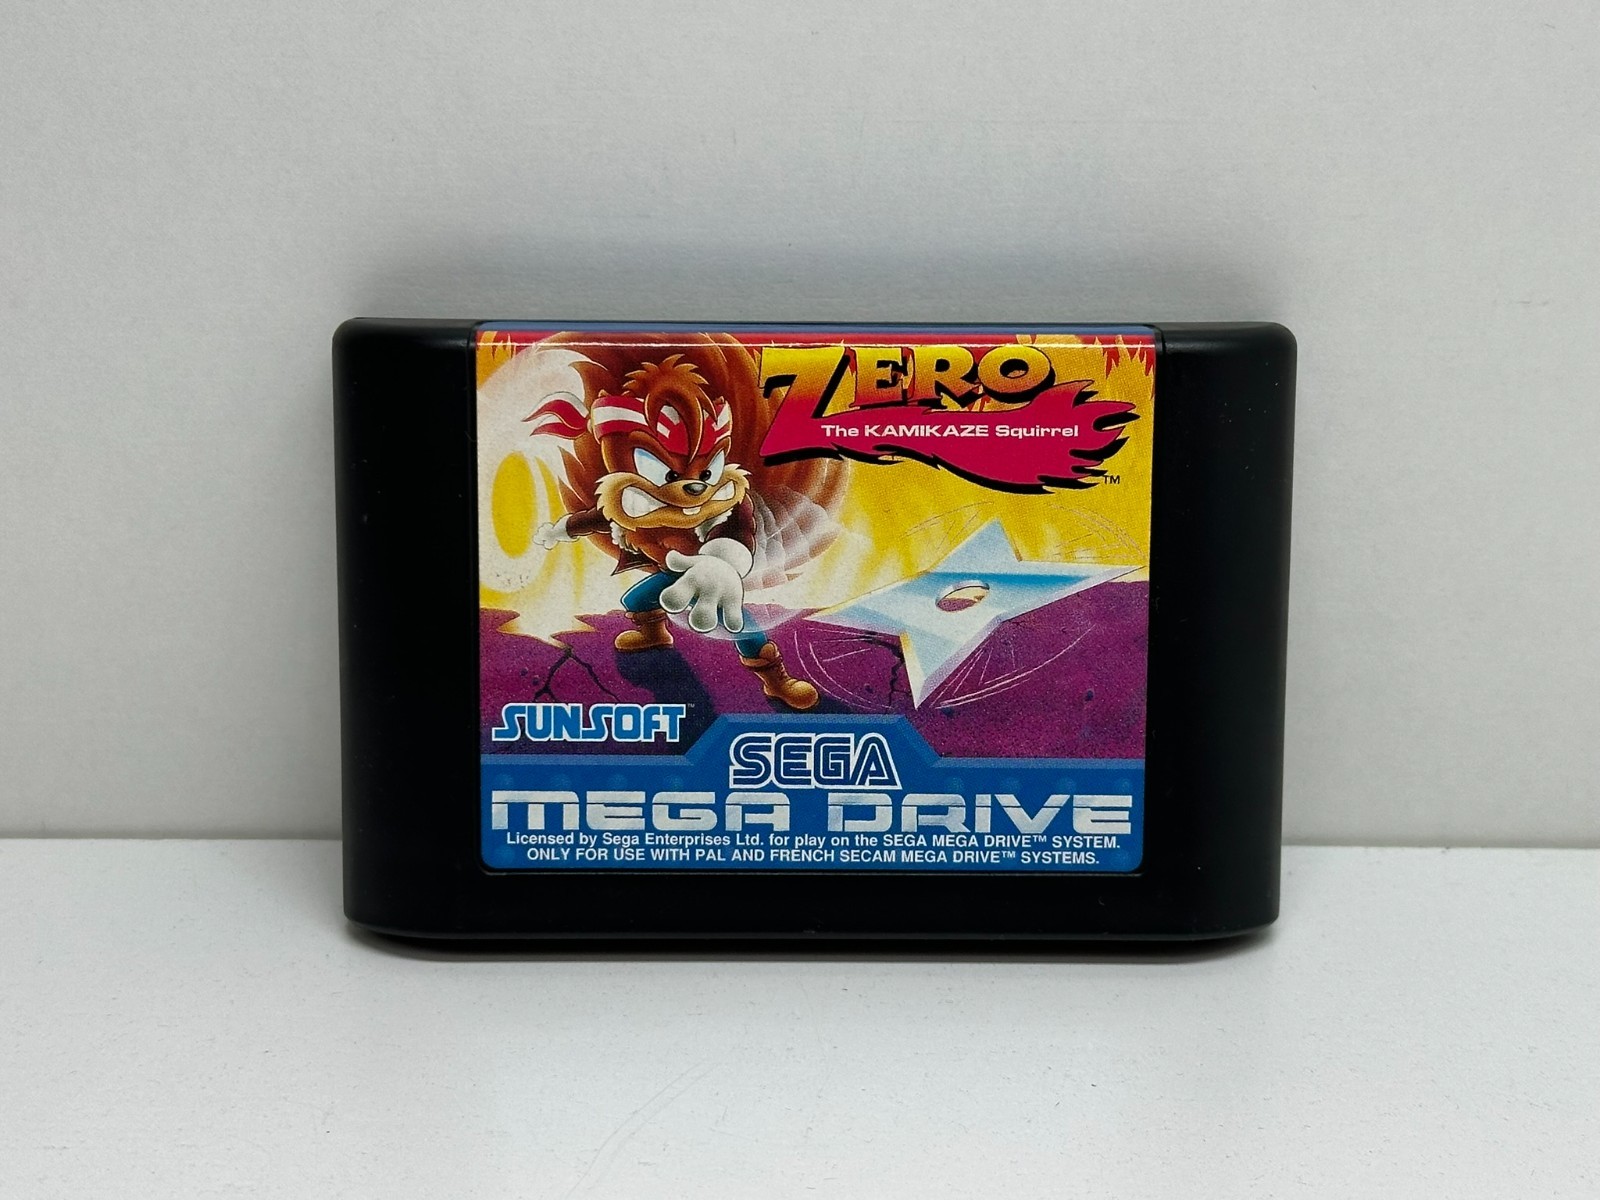 ZERO
The KAMIKAZE Squirrel
TM
SUNSOFT™
SEGA
MEGA DRIVE
Licensed by Sega Enterprises Ltd. for play on the SEGA MEGA DRIVE™ SYSTEM.
ONLY FOR USE WITH PAL AND FRENCH SECAM MEGA DRIVE™ SYSTEMS.